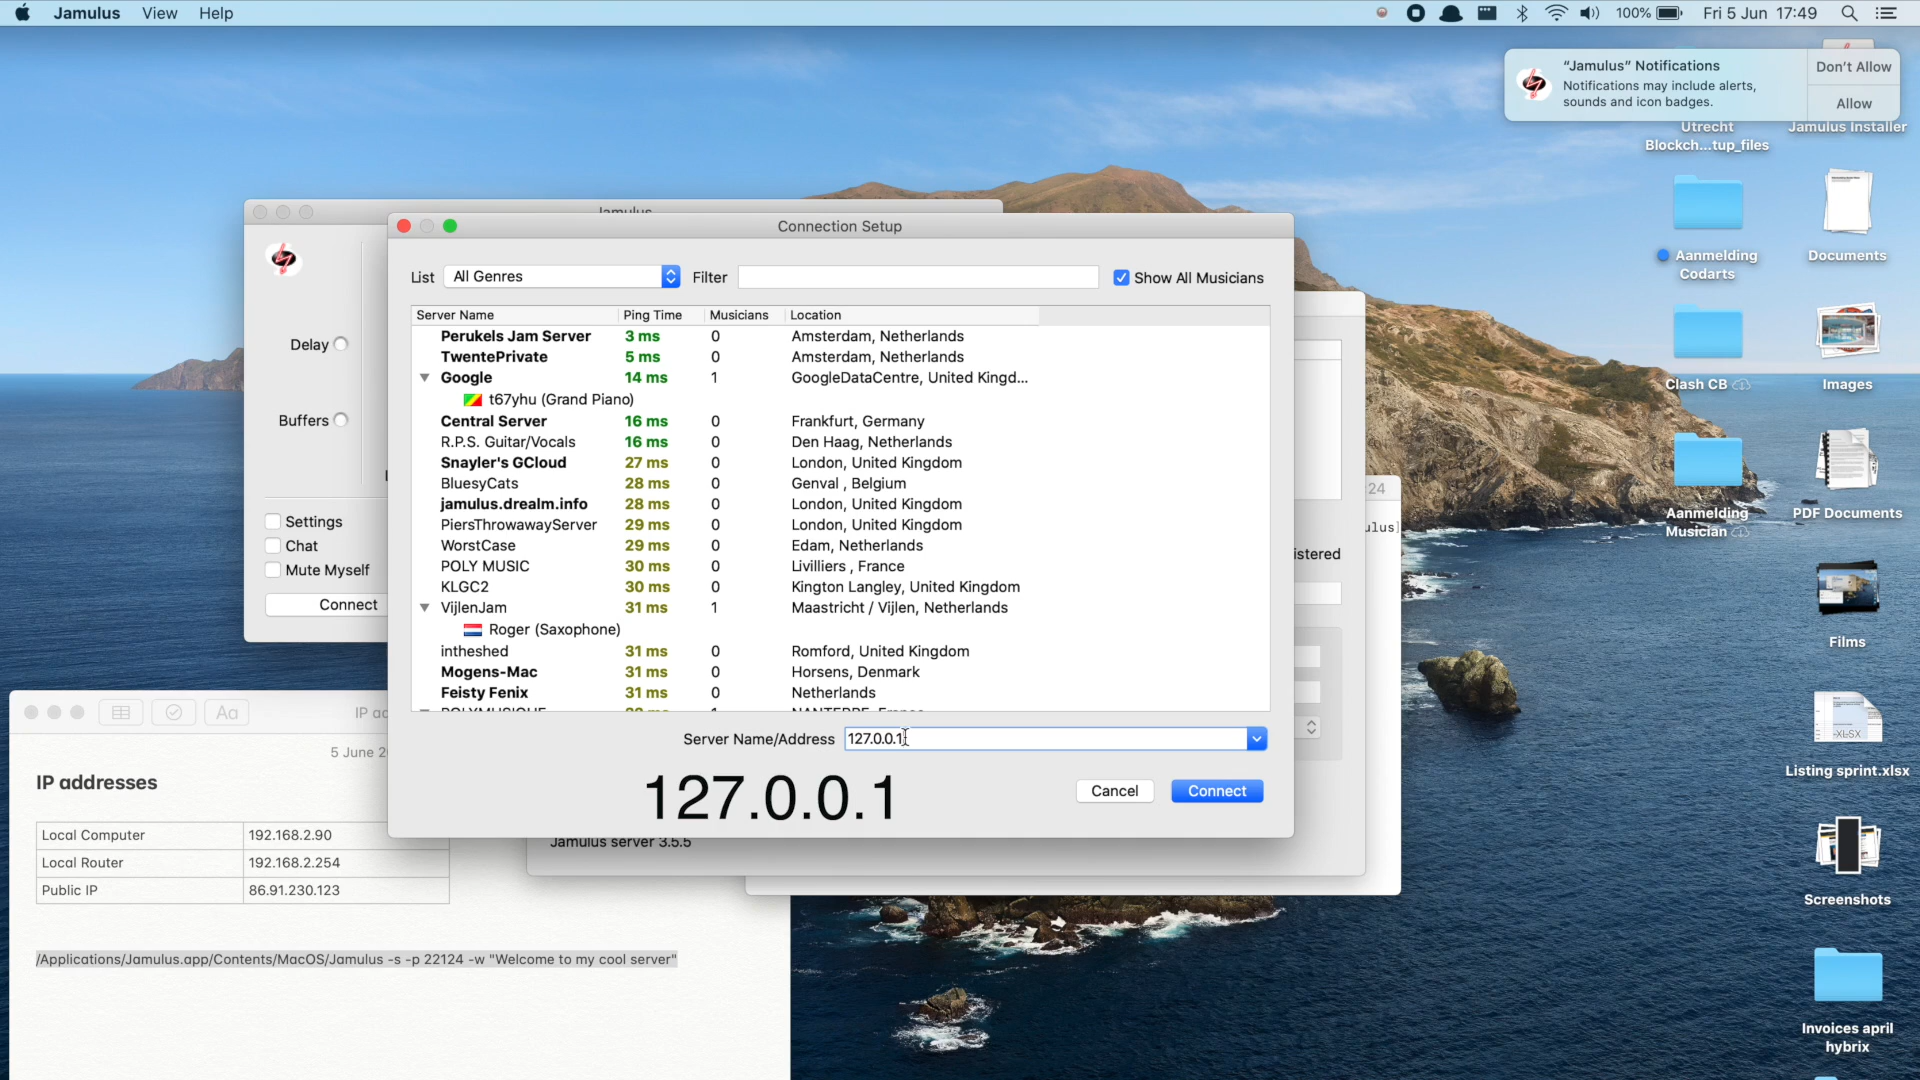 Jamulus View Help
100% Fri 5 Jun 17:49
"Jamulus" Notifications
Notifications may include alerts,
sounds and icon badges.
Don't Allow
Allow
Utrecht
Blockch...tup_files
Jamulus Installer
Aanmelding
Codarts
Documents
Clash CB
Images
Aanmelding
Musician
PDF Documents
Films
-XLSX
Listing sprint.xlsx
Screenshots
Invoices april
hybrix
Jamulus
Delay
Buffers
Settings
Chat
Mute Myself
Connect
Connection Setup
List All Genres Filter Show All Musicians
Server Name Ping Time Musicians Location
Perukels Jam Server 3 ms 0 Amsterdam, Netherlands
TwentePrivate 5 ms 0 Amsterdam, Netherlands
Google 14 ms 1 GoogleDataCentre, United Kingd...
t67yhu (Grand Piano)
Central Server 16 ms 0 Frankfurt, Germany
R.P.S. Guitar/Vocals 16 ms 0 Den Haag, Netherlands
Snayler's GCloud 27 ms 0 London, United Kingdom
BluesyCats 28 ms 0 Genval , Belgium
jamulus.drealm.info 28 ms 0 London, United Kingdom
PiersThrowawayServer 29 ms 0 London, United Kingdom
WorstCase 29 ms 0 Edam, Netherlands
POLY MUSIC 30 ms 0 Livilliers , France
KLGC2 30 ms 0 Kington Langley, United Kingdom
VijlenJam 31 ms 1 Maastricht / Vijlen, Netherlands
Roger (Saxophone)
intheshed 31 ms 0 Romford, United Kingdom
Mogens-Mac 31 ms 0 Horsens, Denmark
Feisty Fenix 31 ms 0 Netherlands
Server Name/Address 127.0.0.1
127.0.0.1
Cancel Connect
24
ulus]
istered
Jamulus server 3.5.5
Aa
IP ad
5 June 2
IP addresses
Local Computer 192.168.2.90
Local Router 192.168.2.254
Public IP 86.91.230.123
/Applications/Jamulus.app/Contents/MacOS/Jamulus -s -p 22124 -w "Welcome to my cool server"